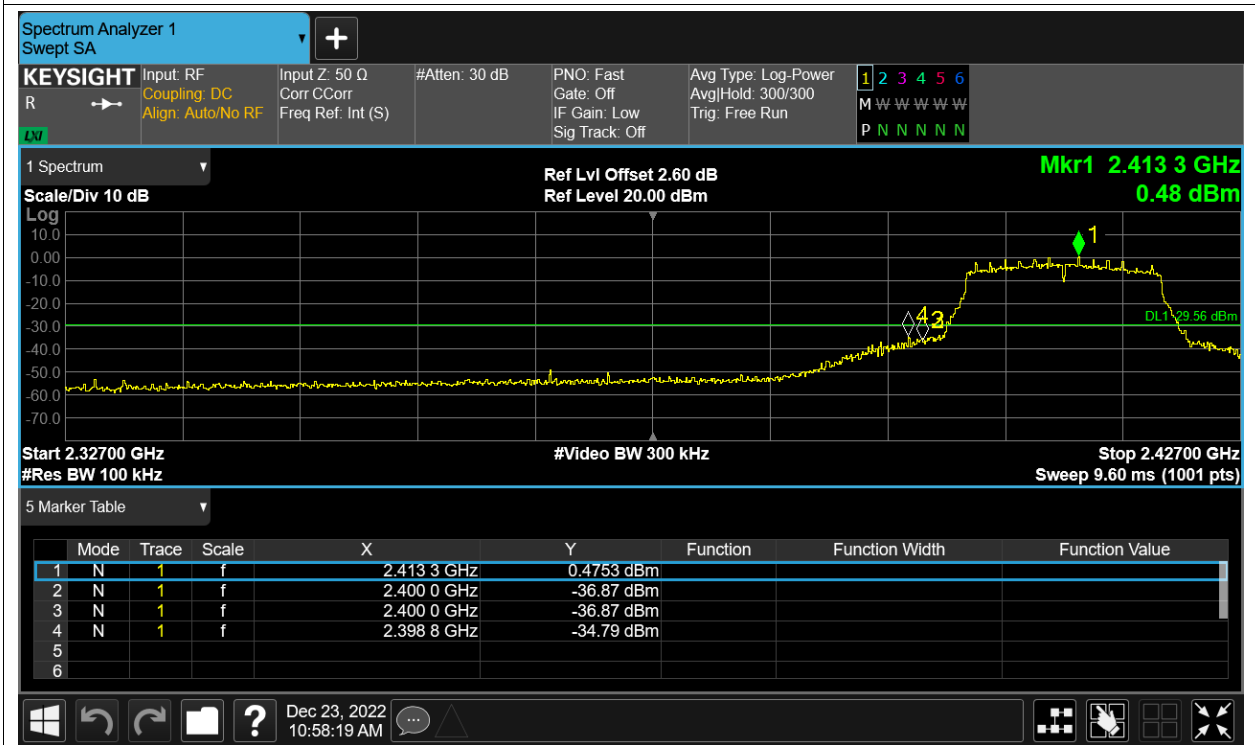 Spectrum Analyzer 1
Swept SA
+
KEYSIGHT Input: RF Input Z: 50 Ω #Atten: 30 dB PNO: Fast Avg Type: Log-Power 1 2 3 4 5 6
R Coupling: DC Corr CCorr Gate: Off Avg|Hold: 300/300 M W W W W W
Align: Auto/No RF Freq Ref: Int (S) IF Gain: Low Trig: Free Run
LXI Sig Track: Off P N N N N N
1 Spectrum Ref Lvl Offset 2.60 dB Mkr1 2.413 3 GHz
Scale/Div 10 dB Ref Level 20.00 dBm 0.48 dBm
Log
10.0
0.00
-10.0
-20.0
-30.0
-40.0
-50.0
-60.0
-70.0
1
4
DL1 -29.56 dBm
Start 2.32700 GHz #Video BW 300 kHz Stop 2.42700 GHz
#Res BW 100 kHz Sweep 9.60 ms (1001 pts)
5 Marker Table
Mode Trace Scale X Y Function Function Width Function Value
1 N 1 f 2.413 3 GHz 0.4753 dBm
2 N 1 f 2.400 0 GHz -36.87 dBm
3 N 1 f 2.400 0 GHz -36.87 dBm
4 N 1 f 2.398 8 GHz -34.79 dBm
5
6
? Dec 23, 2022
10:58:19 AM